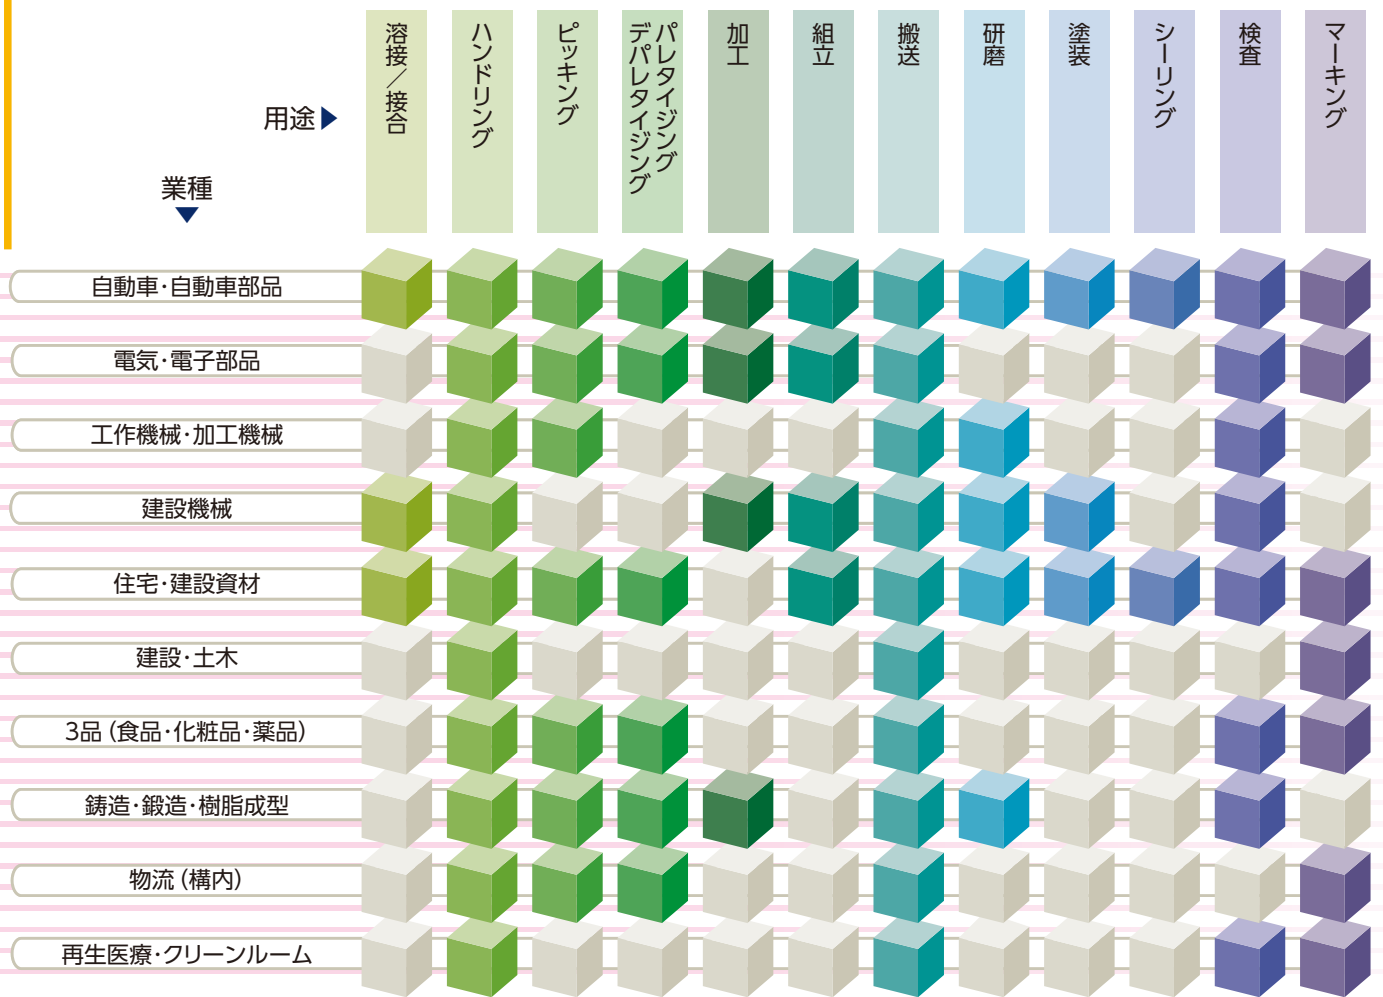 用途
業種
溶接／接合
ハンドリング
ピッキング
パレタイジング
デパレタイジング
加工
組立
搬送
研磨
塗装
シーリング
検査
マーキング
自動車・自動車部品
電気・電子部品
工作機械・加工機械
建設機械
住宅・建設資材
建設・土木
3品（食品・化粧品・薬品）
鋳造・鍛造・樹脂成型
物流（構内）
再生医療・クリーンルーム